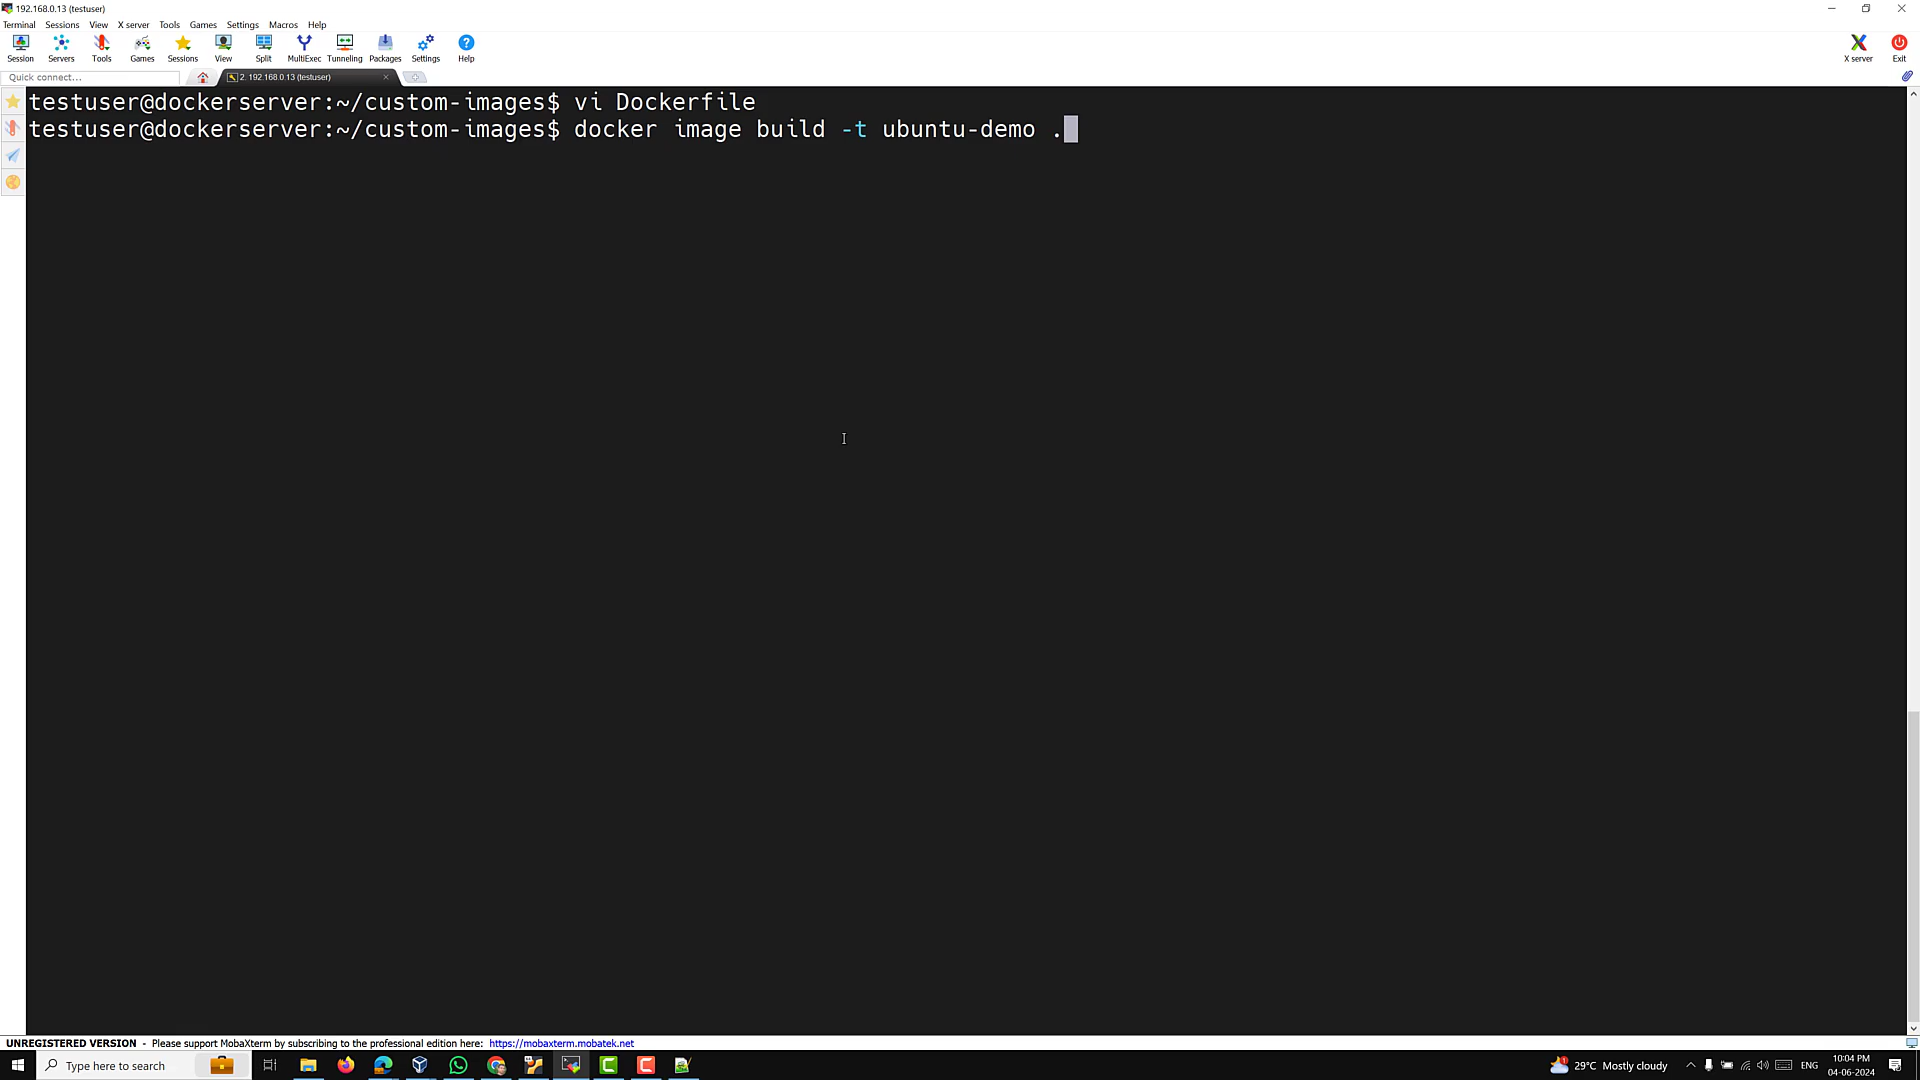 192.168.0.13 (testuser)
Terminal Sessions View X server Tools Games Settings Macros Help
Session Servers Tools Games Sessions View Split MultiExec Tunneling Packages Settings Help X server Exit
Quick connect... 2. 192.168.0.13 (testuser)
testuser@dockerserver:~/custom-images$ vi Dockerfile
testuser@dockerserver:~/custom-images$ docker image build -t ubuntu-demo .
UNREGISTERED VERSION - Please support MobaXterm by subscribing to the professional edition here: https://mobaxterm.mobatek.net
Type here to search 29°C Mostly cloudy ENG 10:04 PM
04-06-2024